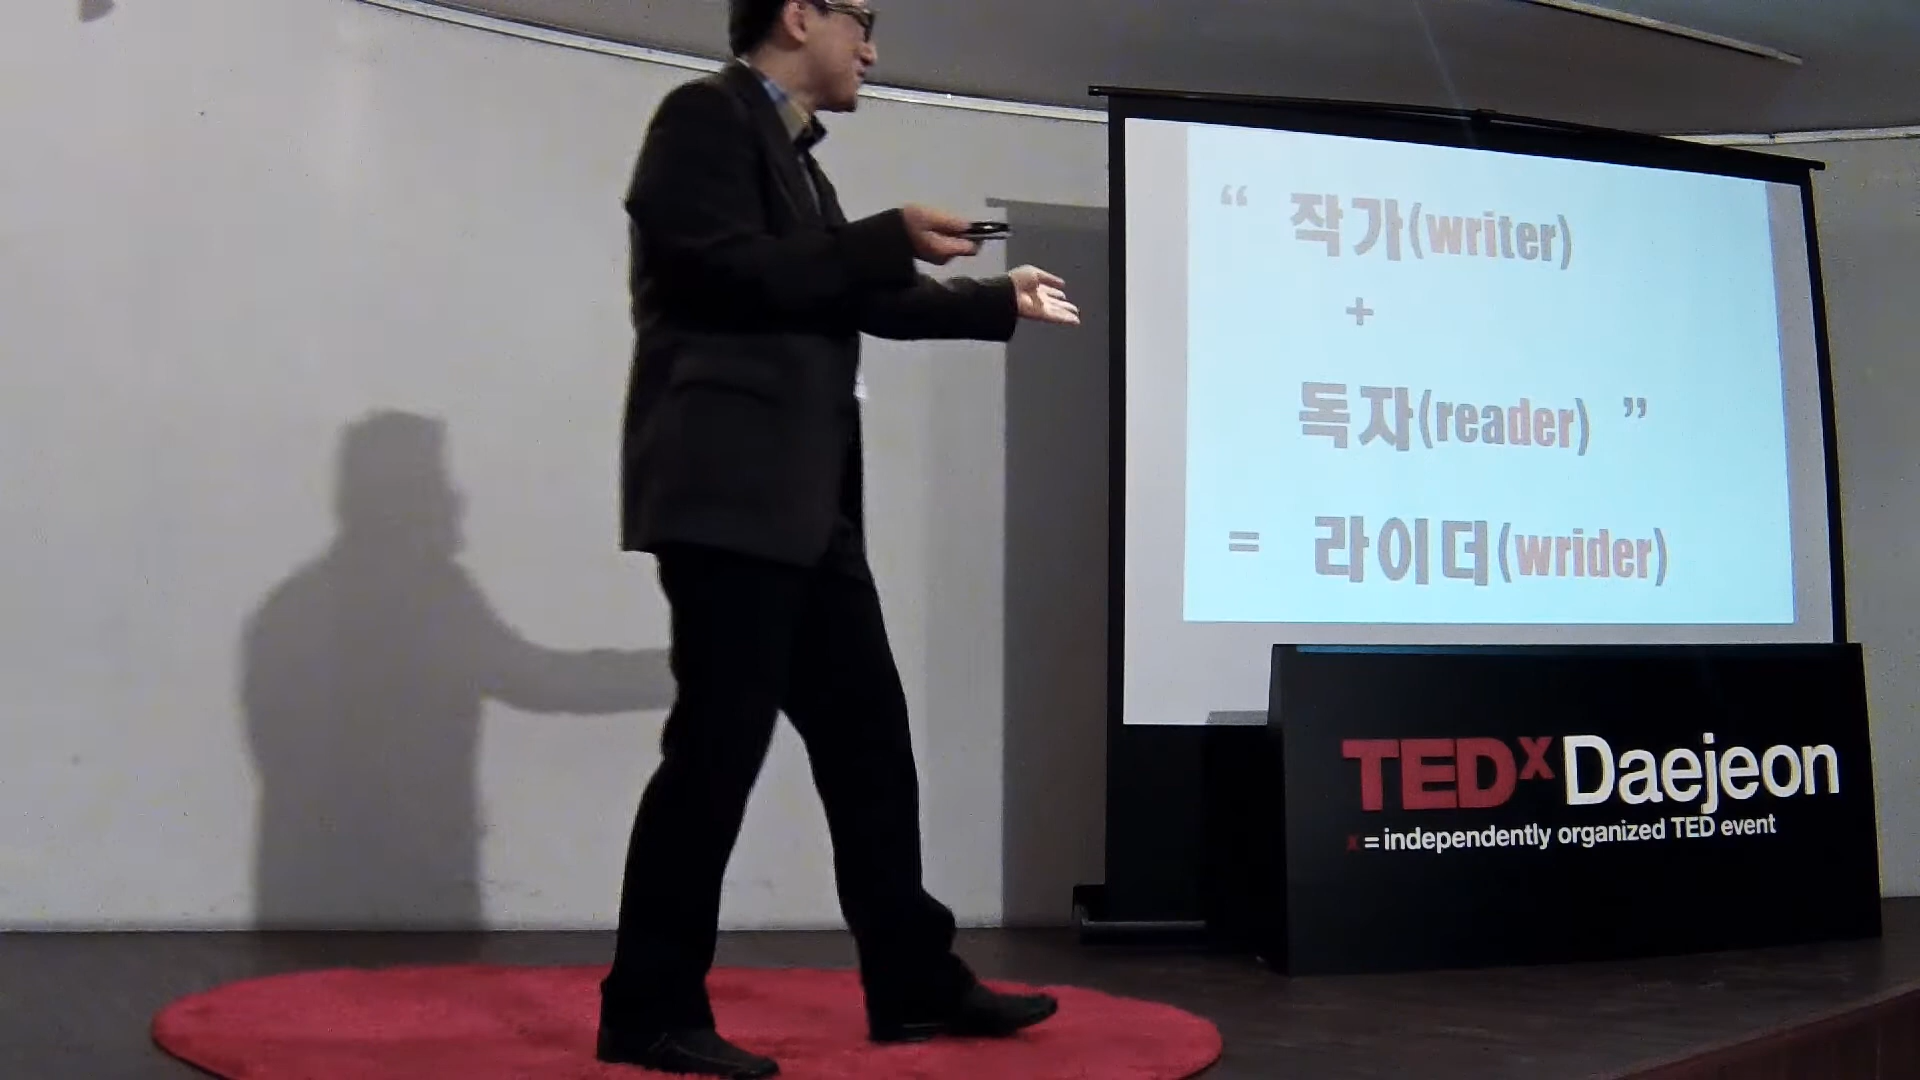 “ 작가(writer)
+
독자(reader) ”
= 라이더(wrider)
TEDx Daejeon
x = independently organized TED event